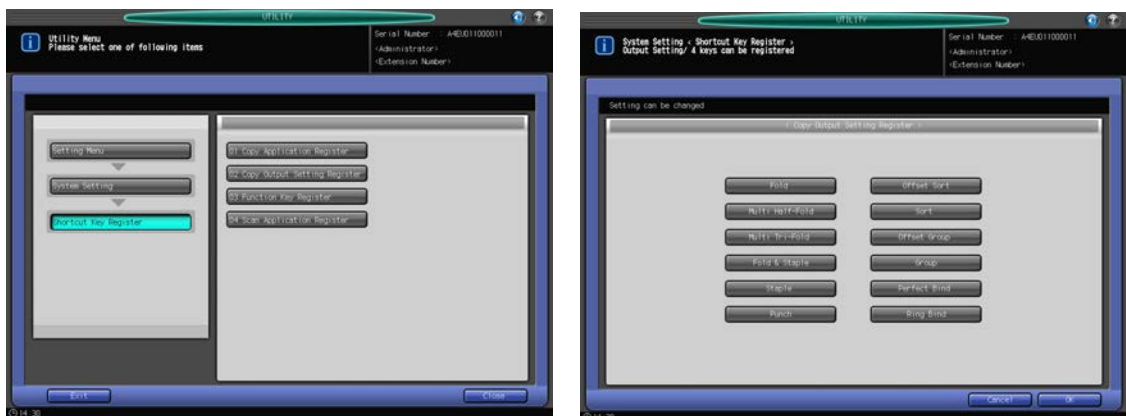 UTILITY
Utility Menu
Please select one of following items
Serial Number : A4EU011000011
<Administrator>
<Extension Number>
Setting Menu
System Setting
Shortcut Key Register
01 Copy Application Register
02 Copy Output Setting Register
03 Function Key Register
04 Scan Application Register
Exit
Close
14:30
UTILITY
System Setting < Shortcut Key Register >
Output Setting/ 4 keys can be registered
Serial Number : A4EU011000011
<Administrator>
<Extension Number>
Setting can be changed
< Copy Output Setting Register >
Fold
Offset Sort
Multi Half-Fold
Sort
Multi Tri-Fold
Offset Group
Fold & Staple
Group
Staple
Perfect Bind
Punch
Ring Bind
Cancel
OK